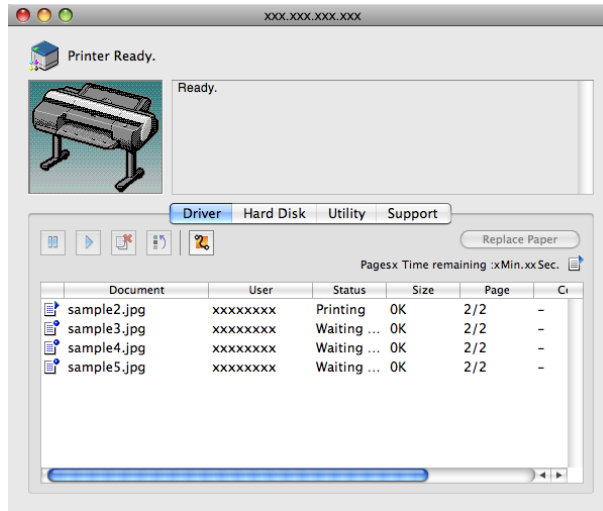 xxx.xxx.xxx.xxx
Printer Ready.
Ready.
Driver Hard Disk Utility Support
Replace Paper
Pagesx Time remaining :xMin.xx Sec.
Document User Status Size Page
sample2.jpg xxxxxxxx Printing 0K 2/2 –
sample3.jpg xxxxxxxx Waiting ... 0K 2/2 –
sample4.jpg xxxxxxxx Waiting ... 0K 2/2 –
sample5.jpg xxxxxxxx Waiting ... 0K 2/2 –